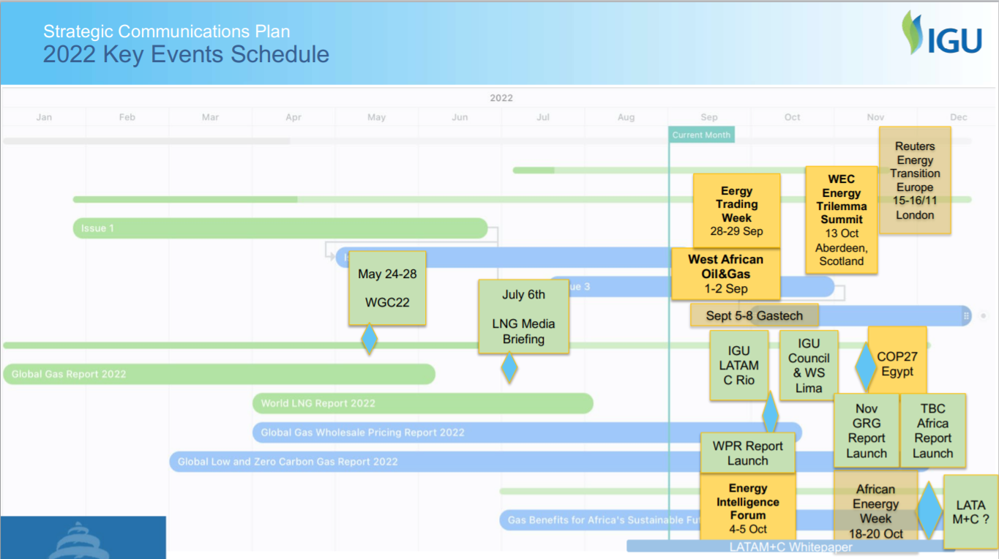 Strategic Communications Plan
2022 Key Events Schedule
IGU
2022
Jan Feb Mar Apr May Jun Jul Aug Sep Oct Nov Dec
Current Month
Reuters
Energy
Transition
Europe
15-16/11
London
WEC
Energy
Trilemma
Summit
13 Oct
Aberdeen,
Scotland
Eergy
Trading
Week
28-29 Sep
Issue 1
West African
Oil&Gas
1-2 Sep
May 24-28
WGC22
ue 3
July 6th
LNG Media
Briefing
Sept 5-8 Gastech
IGU
LATAM
C Rio
IGU
Council
& WS
Lima
COP27
Egypt
Global Gas Report 2022
World LNG Report 2022
Nov
GRG
Report
Launch
TBC
Africa
Report
Launch
Global Gas Wholesale Pricing Report 2022
WPR Report
Launch
Global Low and Zero Carbon Gas Report 2022
Energy
Intelligence
Forum
4-5 Oct
African
Eneergy
Week
18-20 Oct
LATA
M+C ?
Gas Benefits for Africa's Sustainable Fu
LATAM+C Whitepaper